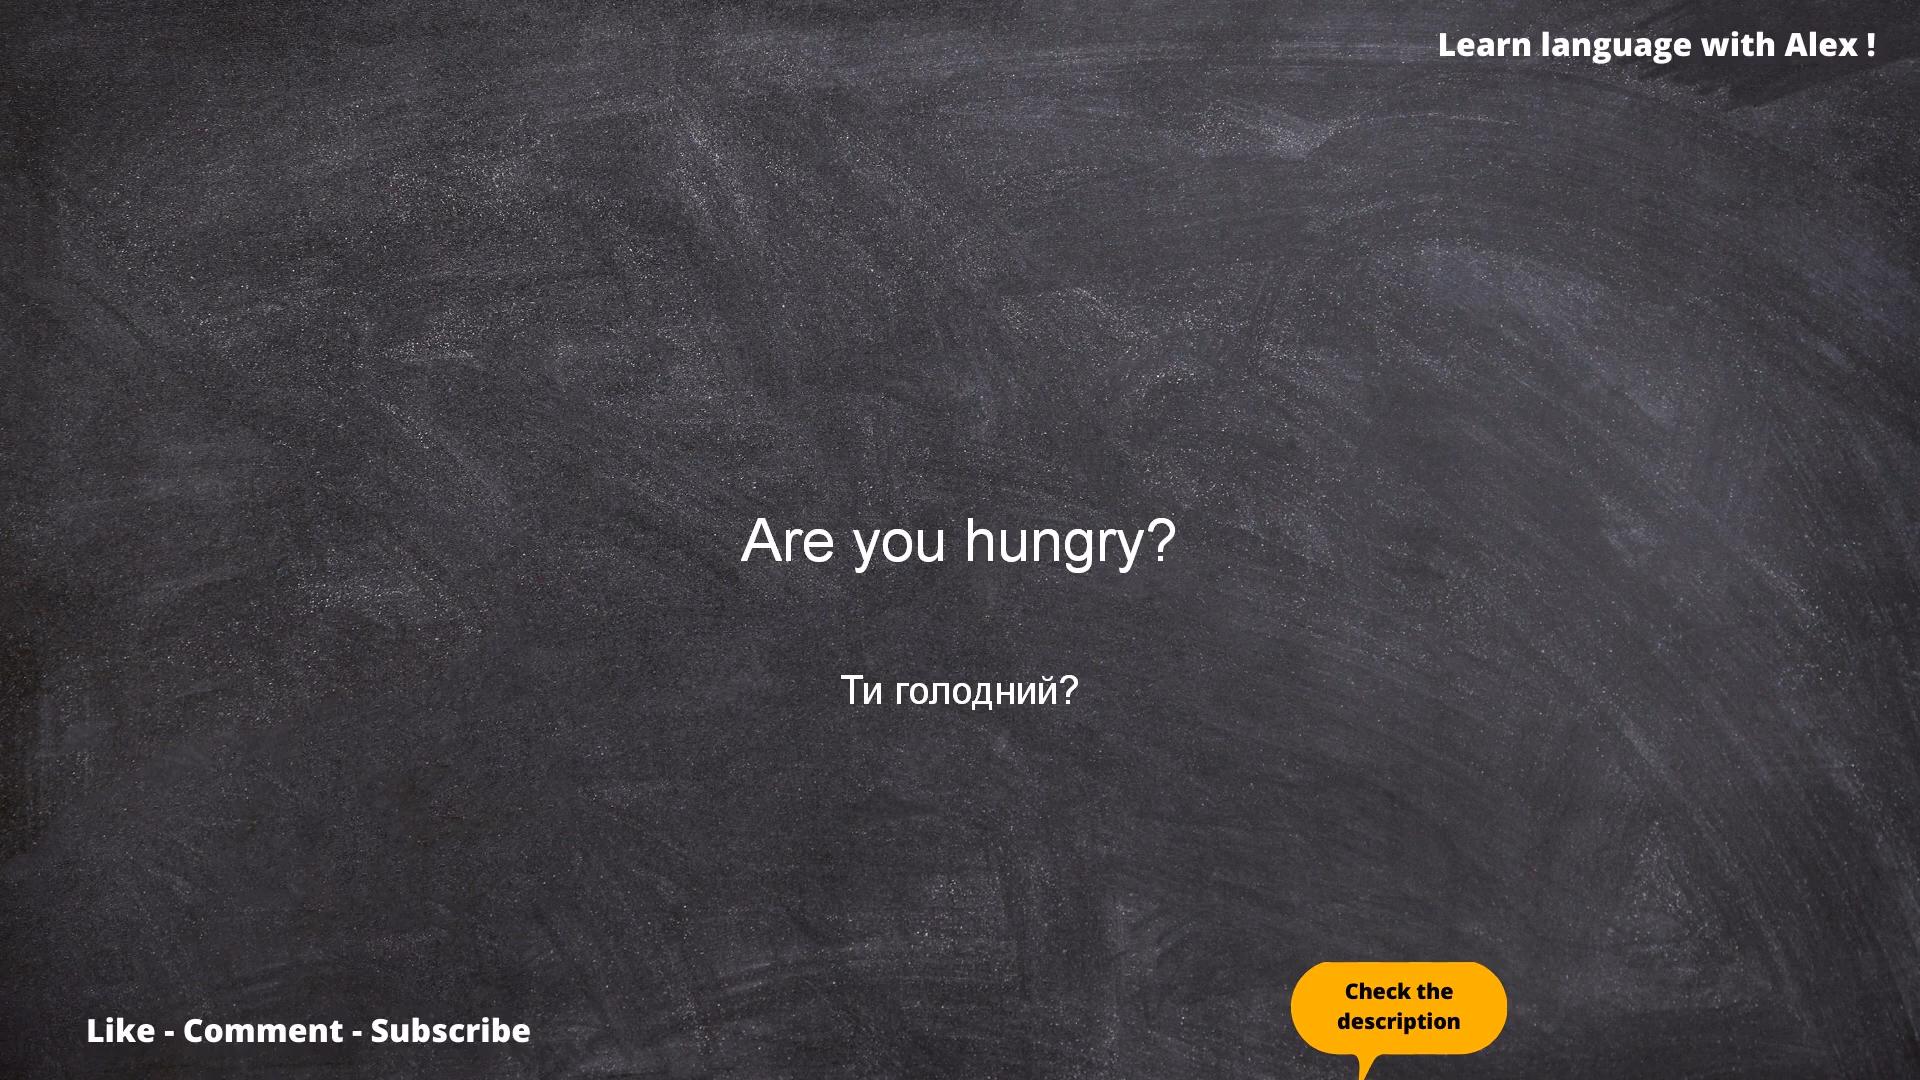 Learn language with Alex !
Are you hungry?
Ти голодний?
Check the
description
Like - Comment - Subscribe